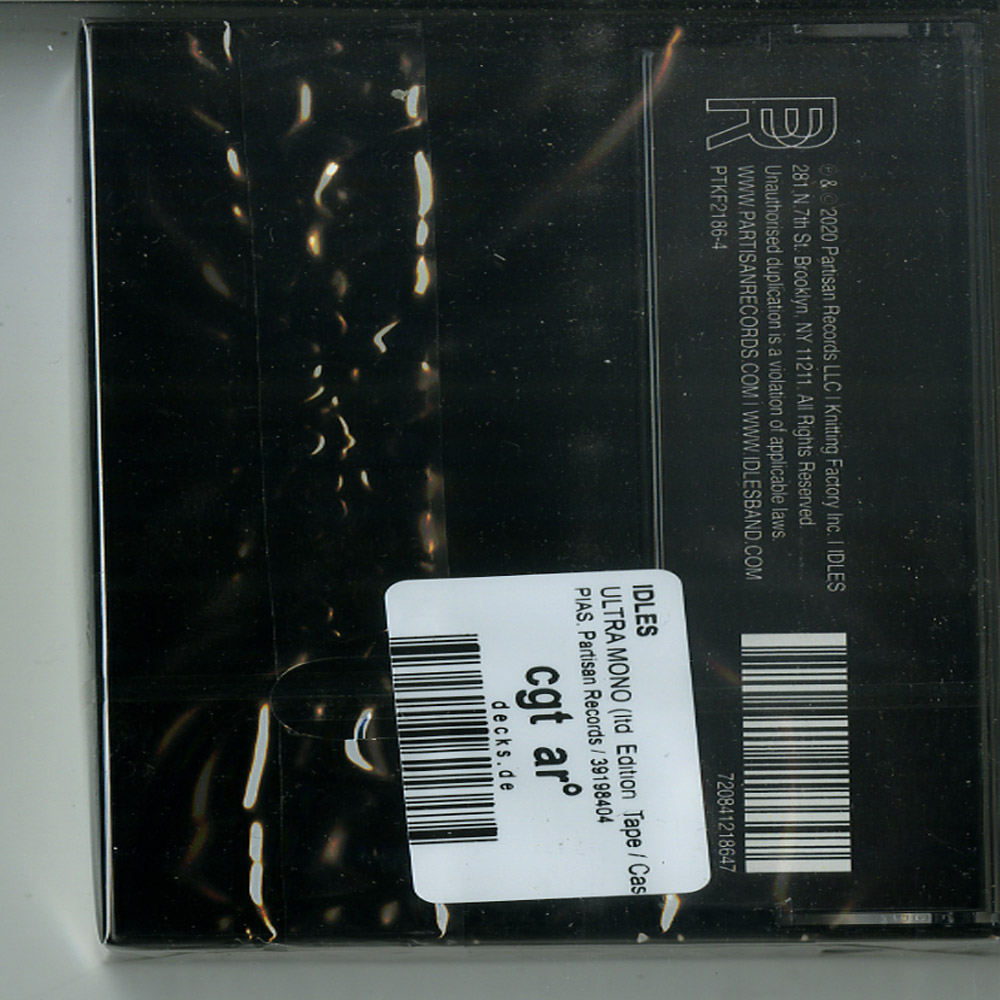 ℗ & © 2020 Partisan Records LLC | Knitting Factory Inc. | IDLES
281 N. 7th St. Brooklyn, NY 11211. All Rights Reserved.
Unauthorised duplication is a violation of applicable laws.
WWW.PARTISANRECORDS.COM | WWW.IDLESBAND.COM
PTKF2186-4
720841218647
IDLES
ULTRA MONO (ltd Edition Tape / Cas
PIAS. Partisan Records / 39198404
cgt ar°
decks.de